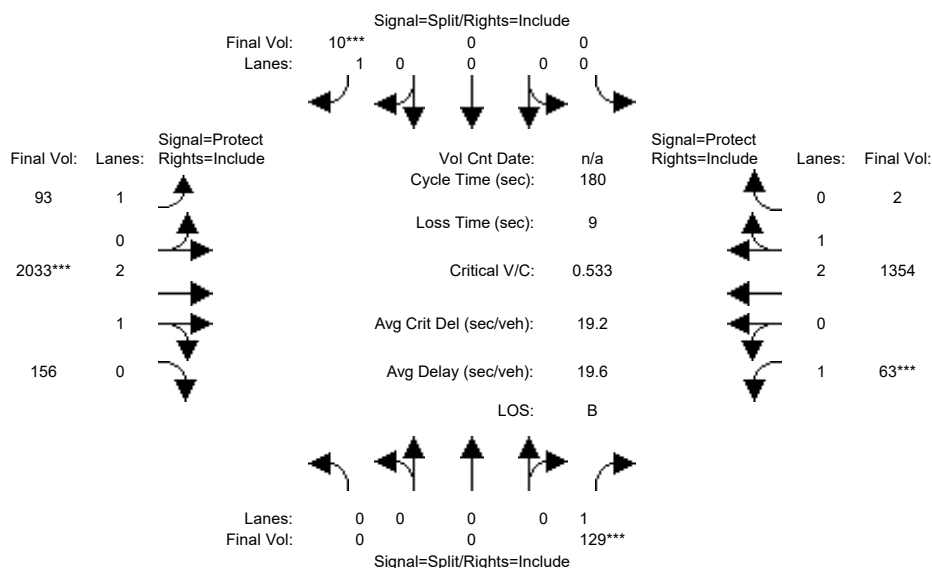 Signal=Split/Rights=Include
Final Vol: 10*** 0 0
Lanes: 1 0 0 0 0
Signal=Protect Signal=Protect
Final Vol: Lanes: Rights=Include Vol Cnt Date: n/a Rights=Include Lanes: Final Vol:
Cycle Time (sec): 180
93 1 0 2
Loss Time (sec): 9
0 1
2033*** 2 Critical V/C: 0.533 2 1354
1 Avg Crit Del (sec/veh): 19.2 0
156 0 Avg Delay (sec/veh): 19.6 1 63***
LOS: B
Lanes: 0 0 0 0 1
Final Vol: 0 0 129***
Signal=Split/Rights=Include